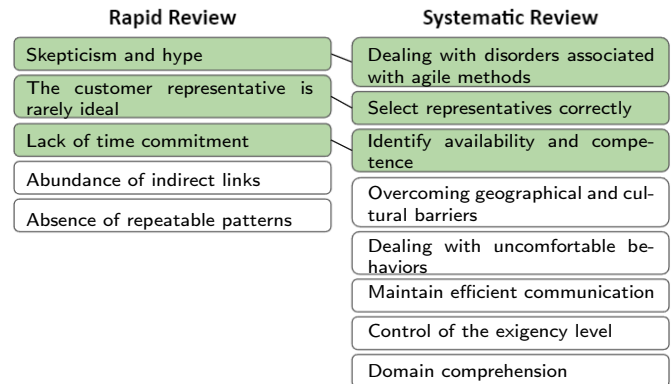 Rapid Review
Skepticism and hype
The customer representative is
rarely ideal
Lack of time commitment
Abundance of indirect links
Absence of repeatable patterns
Systematic Review
Dealing with disorders associated
with agile methods
Select representatives correctly
Identify availability and compe-
tence
Overcoming geographical and cul-
tural barriers
Dealing with uncomfortable be-
haviors
Maintain efficient communication
Control of the exigency level
Domain comprehension